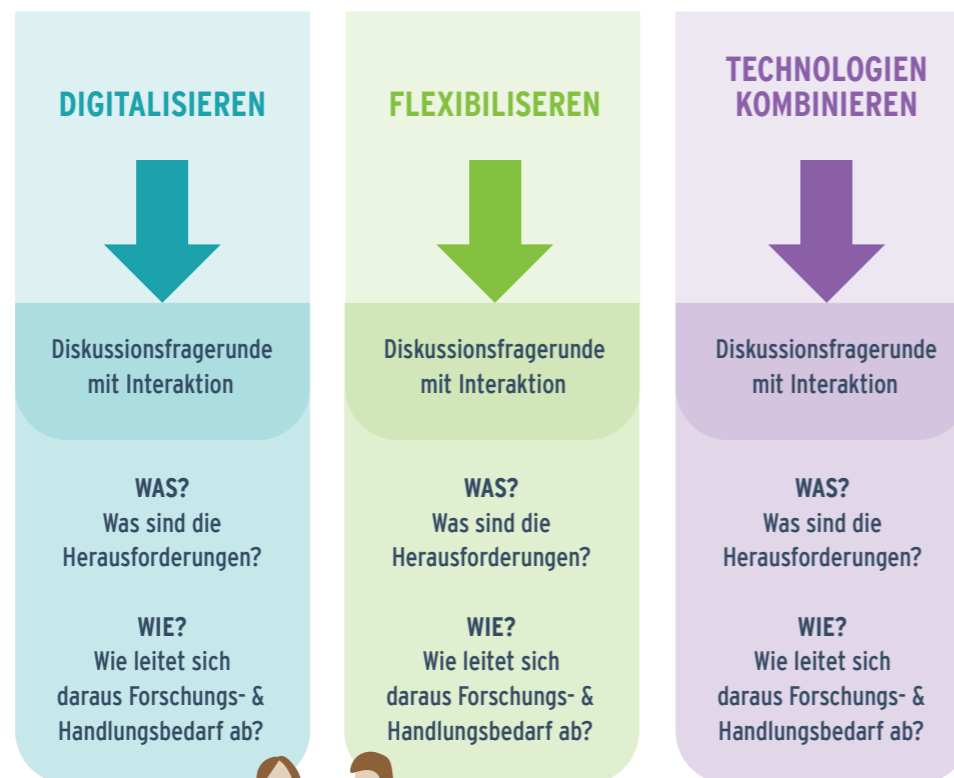 DIGITALISIEREN
Diskussionsfragerunde
mit Interaktion
WAS?
Was sind die
Herausforderungen?
WIE?
Wie leitet sich
daraus Forschungs- &
Handlungsbedarf ab?
FLEXIBILISEREN
Diskussionsfragerunde
mit Interaktion
WAS?
Was sind die
Herausforderungen?
WIE?
Wie leitet sich
daraus Forschungs- &
Handlungsbedarf ab?
TECHNOLOGIEN
KOMBINIEREN
Diskussionsfragerunde
mit Interaktion
WAS?
Was sind die
Herausforderungen?
WIE?
Wie leitet sich
daraus Forschungs- &
Handlungsbedarf ab?